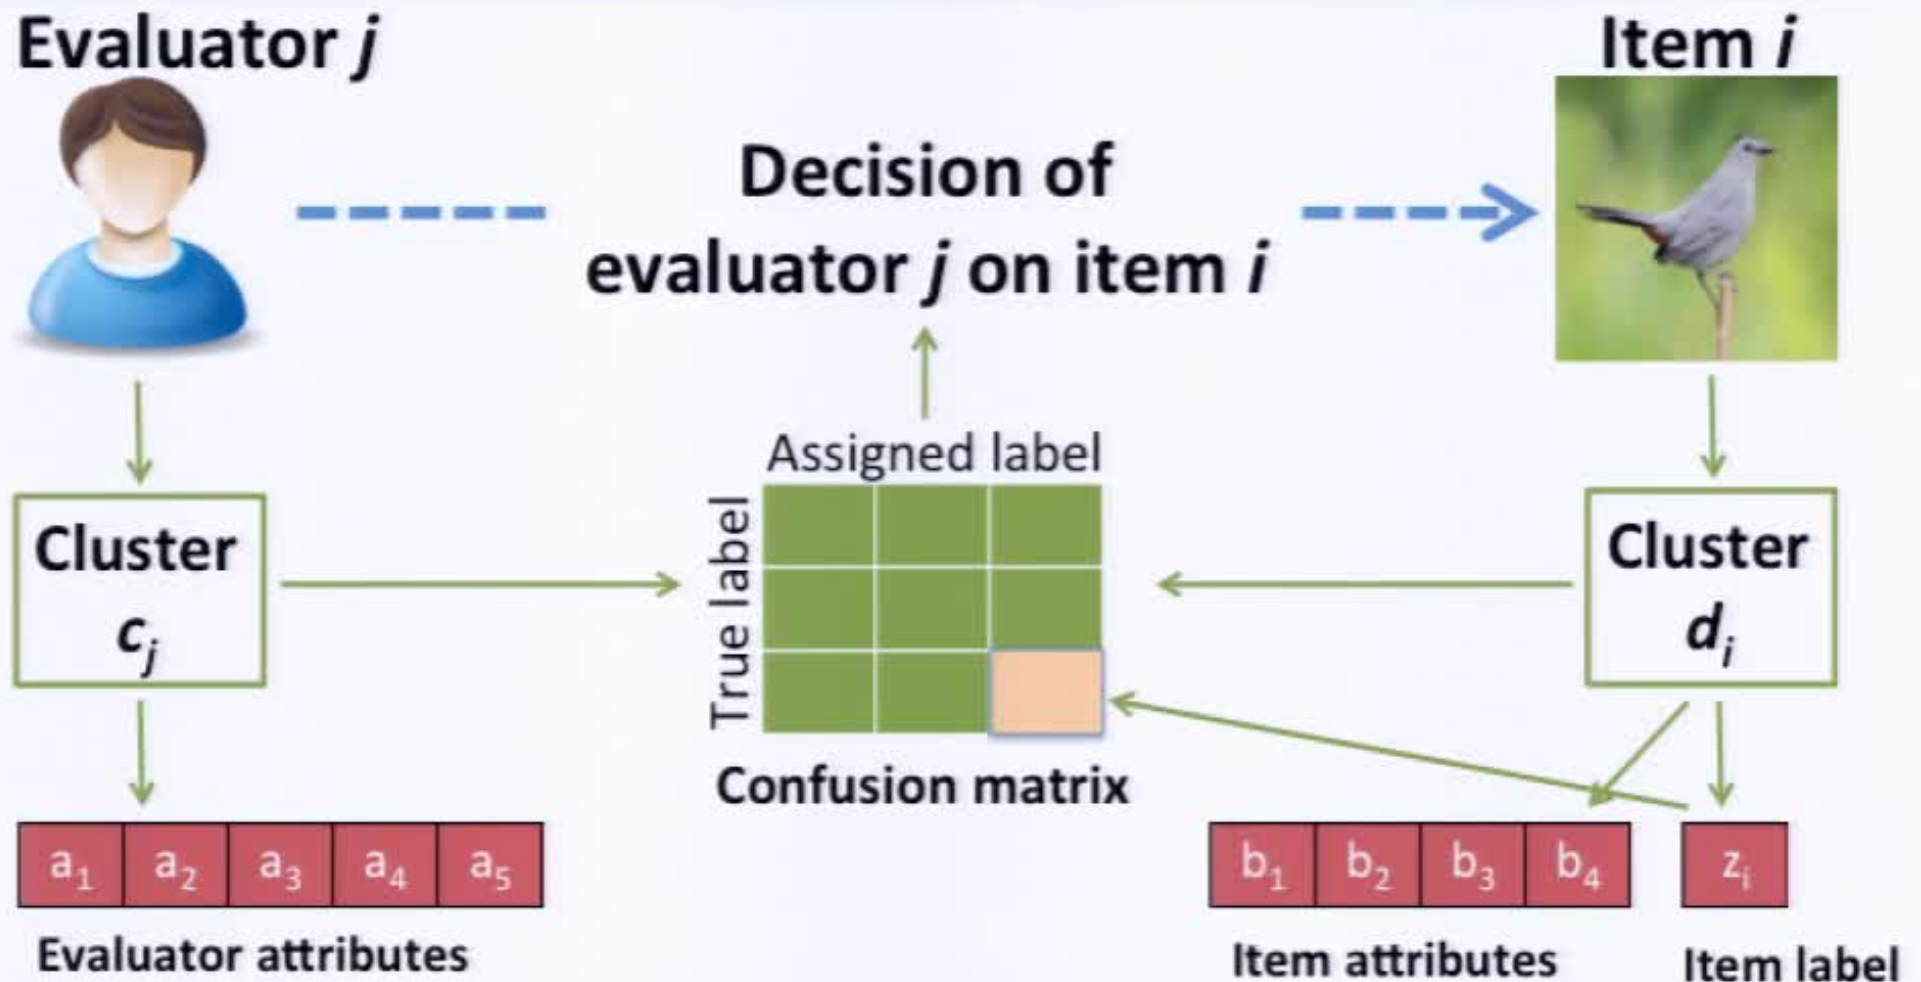 Evaluator j
Item i
Decision of
evaluator j on item i
Assigned label
True label
Cluster
cj
Cluster
di
Confusion matrix
a1 a2 a3 a4 a5
b1 b2 b3 b4
zi
Evaluator attributes
Item attributes
Item label